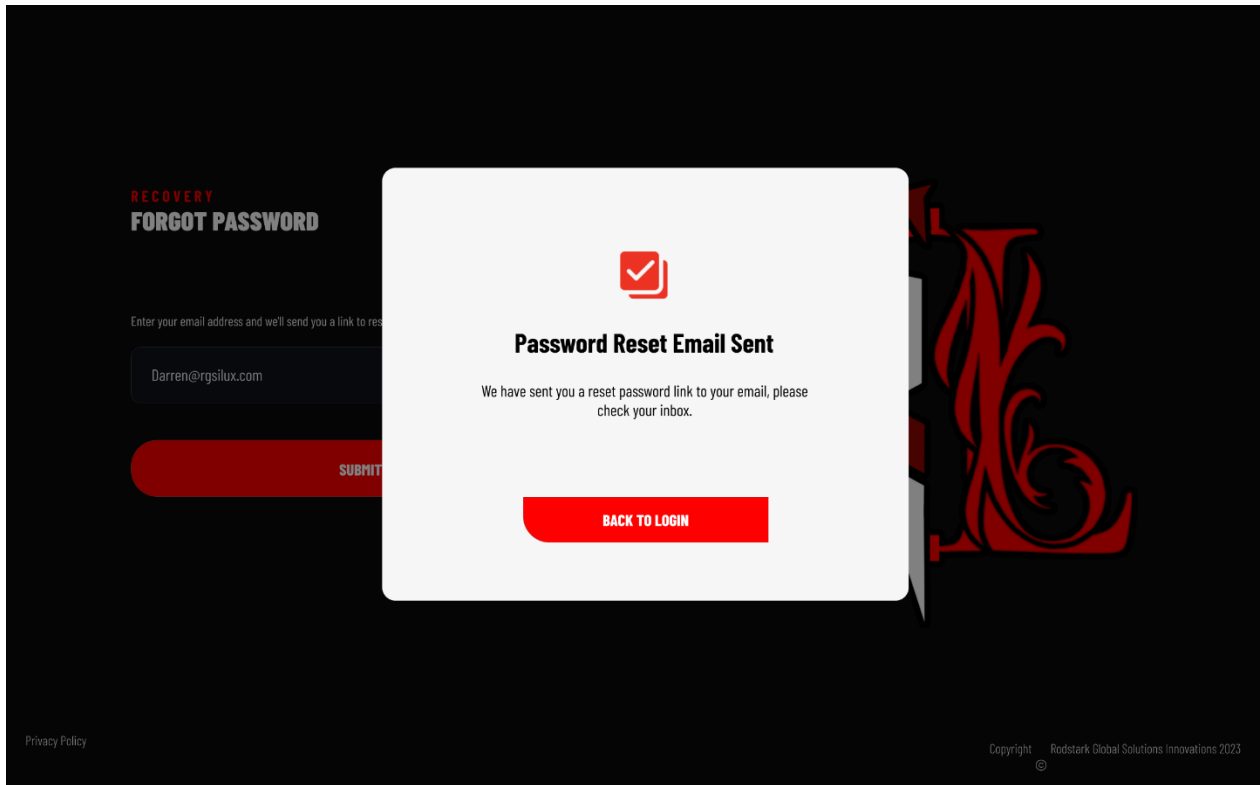 RECOVERY
FORGOT PASSWORD
Enter your email address and we'll send you a link to res
Darren@rgsilux.com
SUBMIT
Password Reset Email Sent
We have sent you a reset password link to your email, please
check your inbox.
BACK TO LOGIN
Privacy Policy
Copyright © Rodstark Global Solutions Innovations 2023